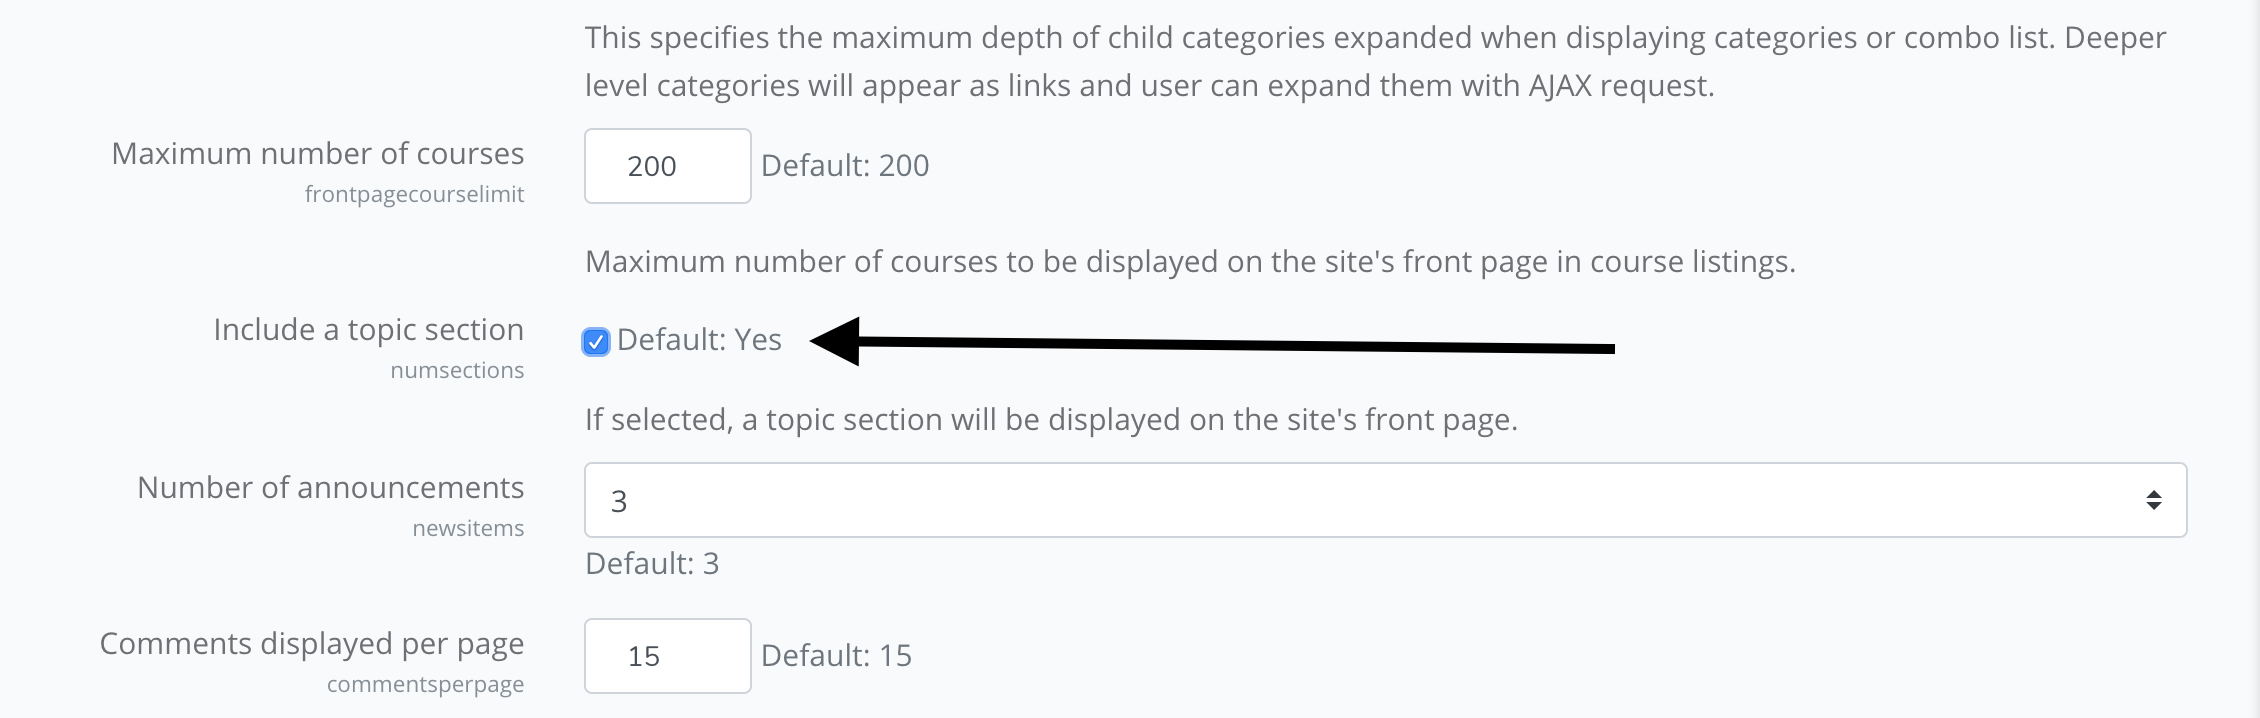 This specifies the maximum depth of child categories expanded when displaying categories or combo list. Deeper
level categories will appear as links and user can expand them with AJAX request.
Maximum number of courses
frontpagecourselimit
200
Default: 200
Maximum number of courses to be displayed on the site's front page in course listings.
Include a topic section
numsections
Default: Yes
If selected, a topic section will be displayed on the site's front page.
Number of announcements
newsitems
3
Default: 3
Comments displayed per page
commentsperpage
15
Default: 15